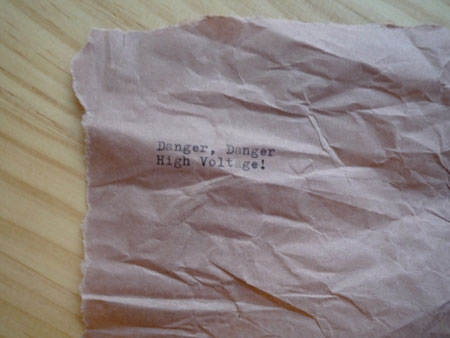 Danger, Danger
High Voltage!